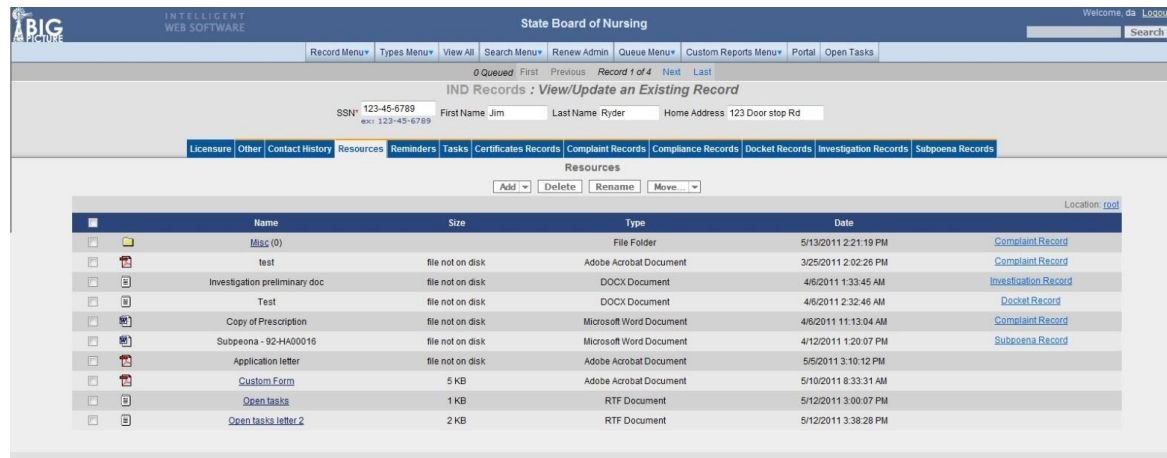 BIG
PICTURE
INTELLIGENT
WEB SOFTWARE
State Board of Nursing
Welcome, da Logou
Search
Record Menu Types Menu View All Search Menu Renew Admin Queue Menu Custom Reports Menu Portal Open Tasks
0 Queued First Previous Record 1 of 4 Next Last
IND Records : View/Update an Existing Record
SSN* 123-45-6789 First Name Jim Last Name Ryder Home Address 123 Door stop Rd
ex: 123-45-6789
Licensure Other Contact History Resources Reminders Tasks Certificates Records Complaint Records Compliance Records Docket Records Investigation Records Subpoena Records
Resources
Add Delete Rename Move...
Location: root
Name Size Type Date
Misc (0) File Folder 5/13/2011 2:21:19 PM Complaint Record
test file not on disk Adobe Acrobat Document 3/25/2011 2:02:26 PM Complaint Record
Investigation preliminary doc file not on disk DOCX Document 4/6/2011 1:33:45 AM Investigation Record
Test file not on disk DOCX Document 4/6/2011 2:32:46 AM Docket Record
Copy of Prescription file not on disk Microsoft Word Document 4/6/2011 11:13:04 AM Complaint Record
Subpeona - 92-HA00016 file not on disk Microsoft Word Document 4/12/2011 1:20:07 PM Subpoena Record
Application letter file not on disk Adobe Acrobat Document 5/5/2011 3:10:12 PM
Custom Form 5 KB Adobe Acrobat Document 5/10/2011 8:33:31 AM
Open tasks 1 KB RTF Document 5/12/2011 3:00:07 PM
Open tasks letter 2 2 KB RTF Document 5/12/2011 3:38:28 PM